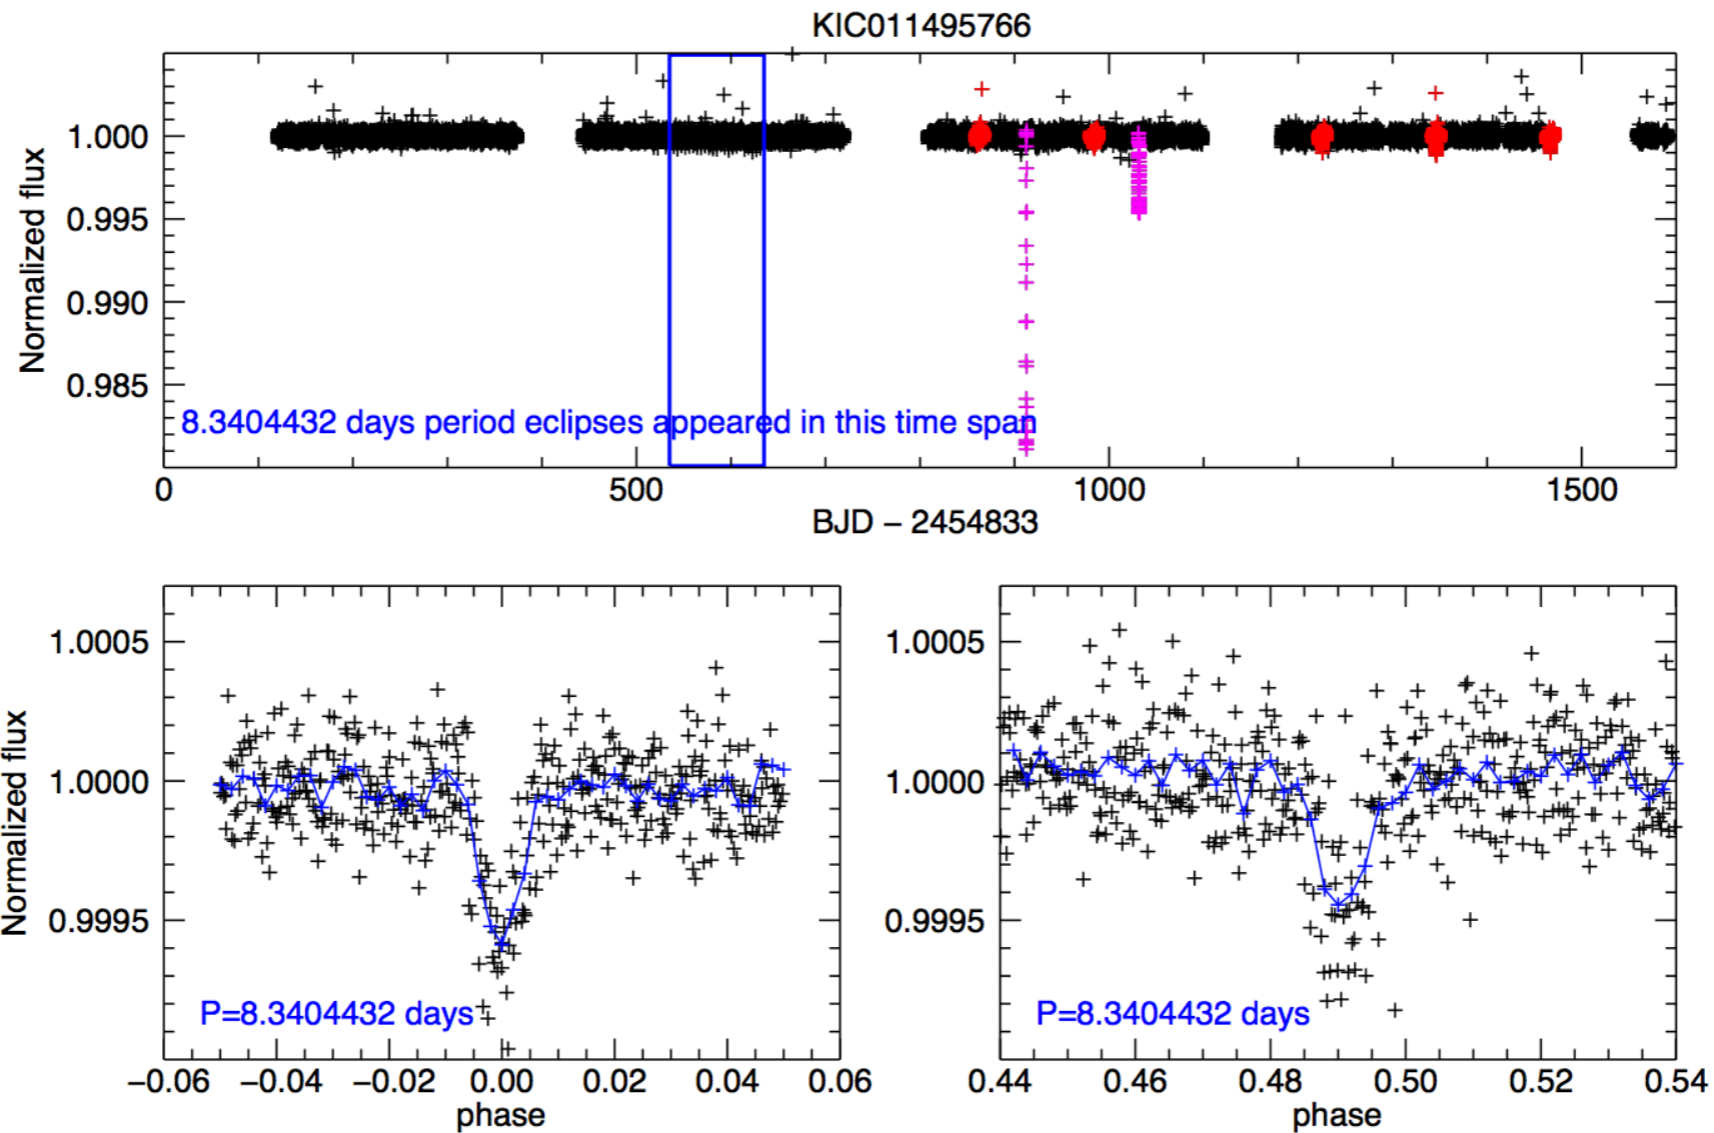 KIC011495766
Normalized flux
1.000
0.995
0.990
0.985
8.3404432 days period eclipses appeared in this time span
0 500 1000 1500
BJD − 2454833
Normalized flux
1.0005
1.0000
0.9995
P=8.3404432 days
−0.06 −0.04 −0.02 0.00 0.02 0.04 0.06
phase
1.0005
1.0000
0.9995
P=8.3404432 days
0.44 0.46 0.48 0.50 0.52 0.54
phase